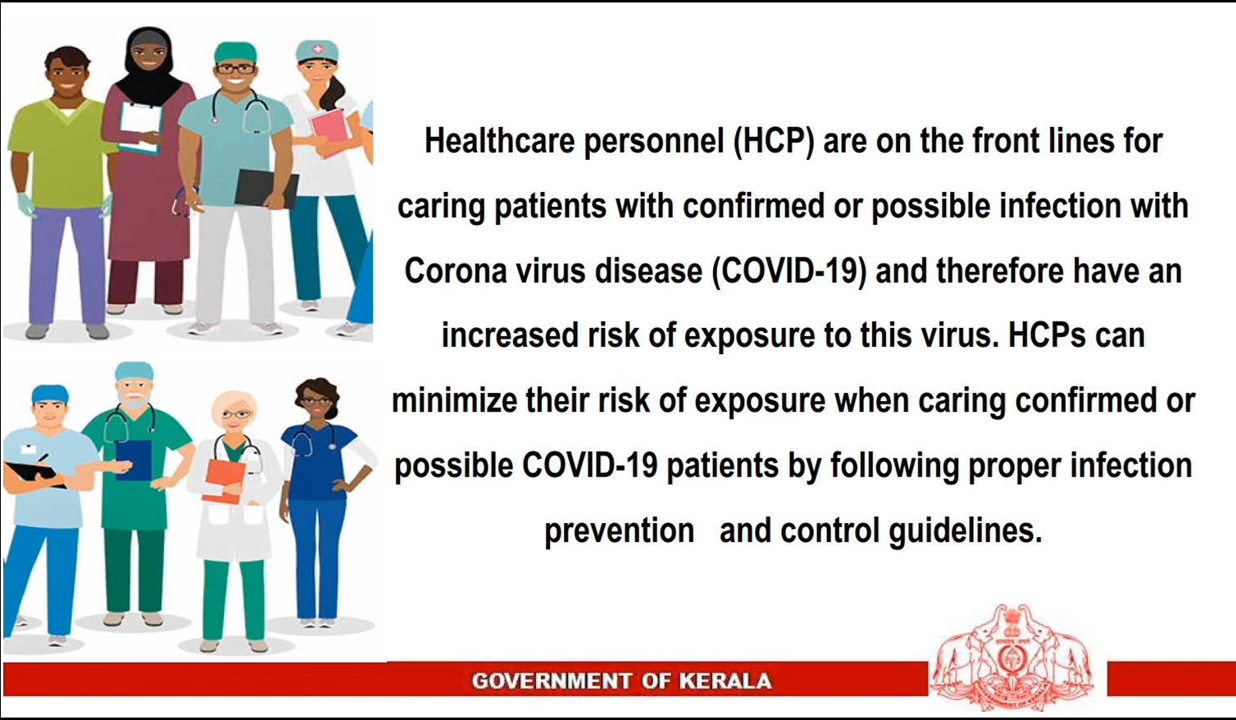 Healthcare personnel (HCP) are on the front lines for
caring patients with confirmed or possible infection with
Corona virus disease (COVID-19) and therefore have an
increased risk of exposure to this virus. HCPs can
minimize their risk of exposure when caring confirmed or
possible COVID-19 patients by following proper infection
prevention and control guidelines.
GOVERNMENT OF KERALA